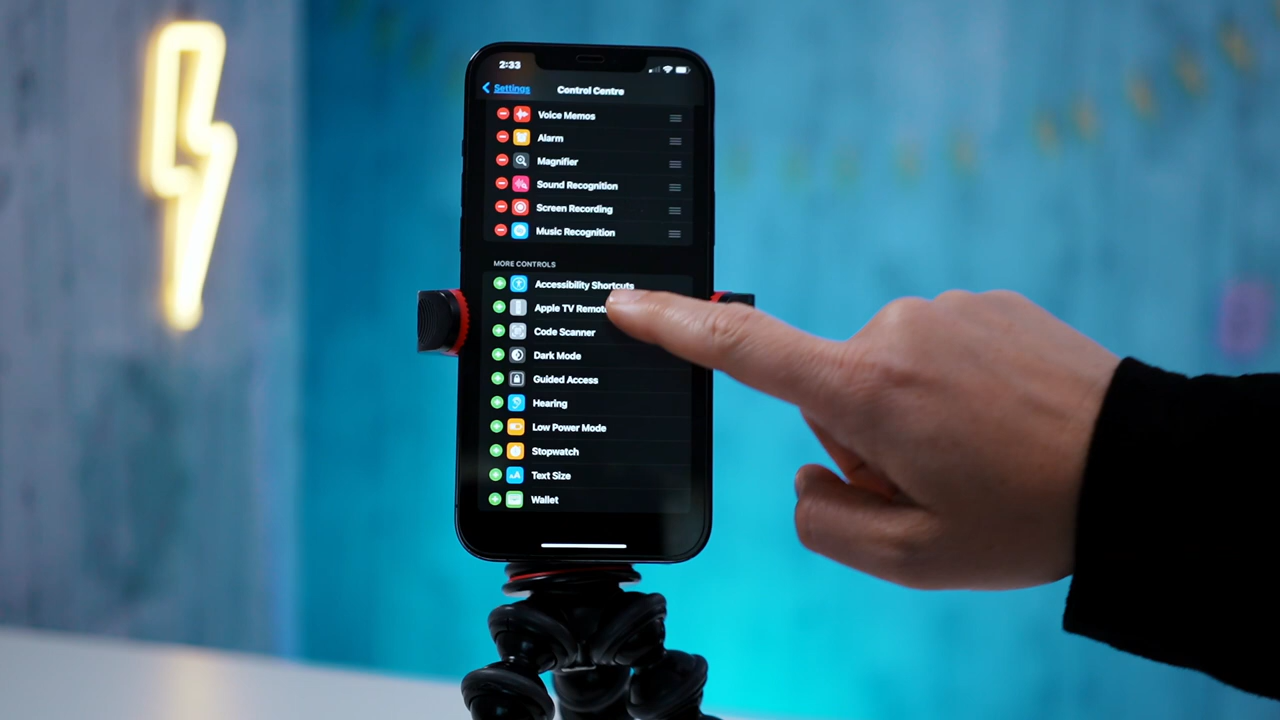 2:33
Settings
Control Centre
Voice Memos
Alarm
Magnifier
Sound Recognition
Screen Recording
Music Recognition
MORE CONTROLS
Accessibility Shortcuts
Apple TV Remote
Code Scanner
Dark Mode
Guided Access
Hearing
Low Power Mode
Stopwatch
Text Size
Wallet